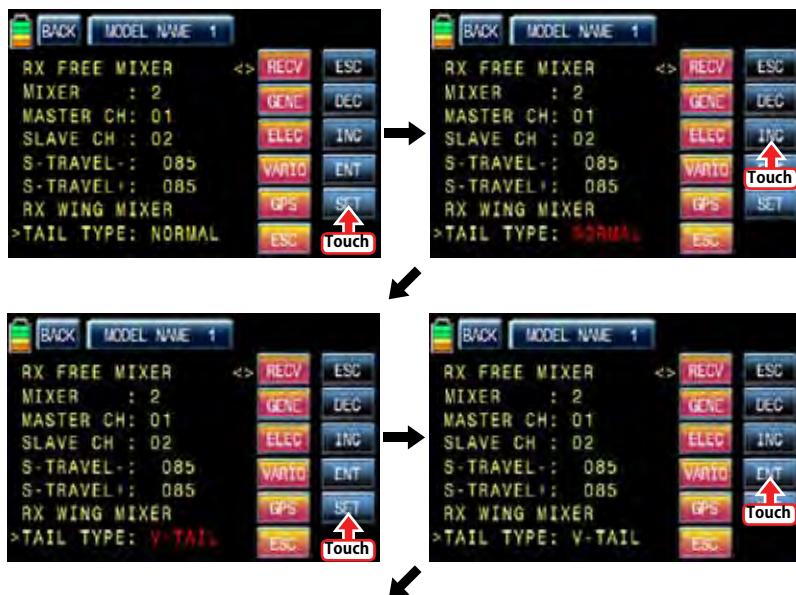 BACK MODEL NAME 1
RX FREE MIXER <> RECV ESC
MIXER : 2 GENE DEC
MASTER CH: 01
SLAVE CH : 02 ELEC INC
S-TRAVEL-: 085 VARIO ENT
S-TRAVEL+: 085
RX WING MIXER GPS SET
>TAIL TYPE: NORMAL ESC Touch
BACK MODEL NAME 1
RX FREE MIXER <> RECV ESC
MIXER : 2 GENE DEC
MASTER CH: 01
SLAVE CH : 02 ELEC INC
S-TRAVEL-: 085 VARIO Touch
S-TRAVEL+: 085
RX WING MIXER GPS SET
>TAIL TYPE: NORMAL ESC
BACK MODEL NAME 1
RX FREE MIXER <> RECV ESC
MIXER : 2 GENE DEC
MASTER CH: 01
SLAVE CH : 02 ELEC INC
S-TRAVEL-: 085 VARIO ENT
S-TRAVEL+: 085
RX WING MIXER GPS SET
>TAIL TYPE: V-TAIL ESC Touch
BACK MODEL NAME 1
RX FREE MIXER <> RECV ESC
MIXER : 2 GENE DEC
MASTER CH: 01
SLAVE CH : 02 ELEC INC
S-TRAVEL-: 085 VARIO ENT
S-TRAVEL+: 085
RX WING MIXER GPS Touch
>TAIL TYPE: V-TAIL ESC